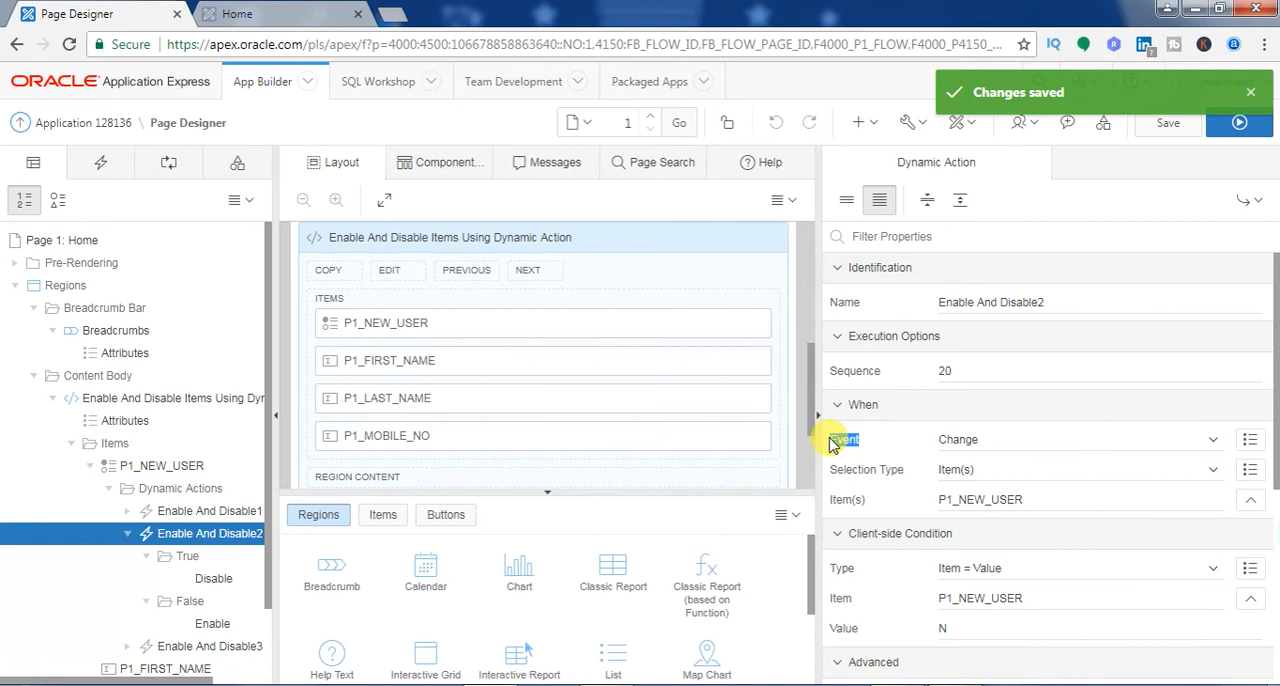 Page Designer
Home
Secure https://apex.oracle.com/pls/apex/f?p=4000:4500:106678855863640::NO:1,4150:FB_FLOW_ID,FB_FLOW_PAGE_ID,F4000_P1_FLOW,F4000_P4150_...
ORACLE Application Express
App Builder
SQL Workshop
Team Development
Packaged Apps
Changes saved
Application 128136
Page Designer
1
Go
Save
Layout
Component...
Messages
Page Search
Help
Dynamic Action
Filter Properties
Page 1: Home
Pre-Rendering
Regions
Breadcrumb Bar
Breadcrumbs
Attributes
Content Body
Enable And Disable Items Using Dyr
Attributes
Items
P1_NEW_USER
Dynamic Actions
Enable And Disable1
Enable And Disable2
True
Disable
False
Enable
Enable And Disable3
P1_FIRST_NAME
Enable And Disable Items Using Dynamic Action
COPY
EDIT
PREVIOUS
NEXT
ITEMS
P1_NEW_USER
P1_FIRST_NAME
P1_LAST_NAME
P1_MOBILE_NO
REGION CONTENT
Regions
Items
Buttons
Breadcrumb
Calendar
Chart
Classic Report
Classic Report
(based on
Function)
Help Text
Interactive Grid
Interactive Report
List
Map Chart
Identification
Name Enable And Disable2
Execution Options
Sequence 20
When
Event Change
Selection Type Item(s)
Item(s) P1_NEW_USER
Client-side Condition
Type Item = Value
Item P1_NEW_USER
Value N
Advanced